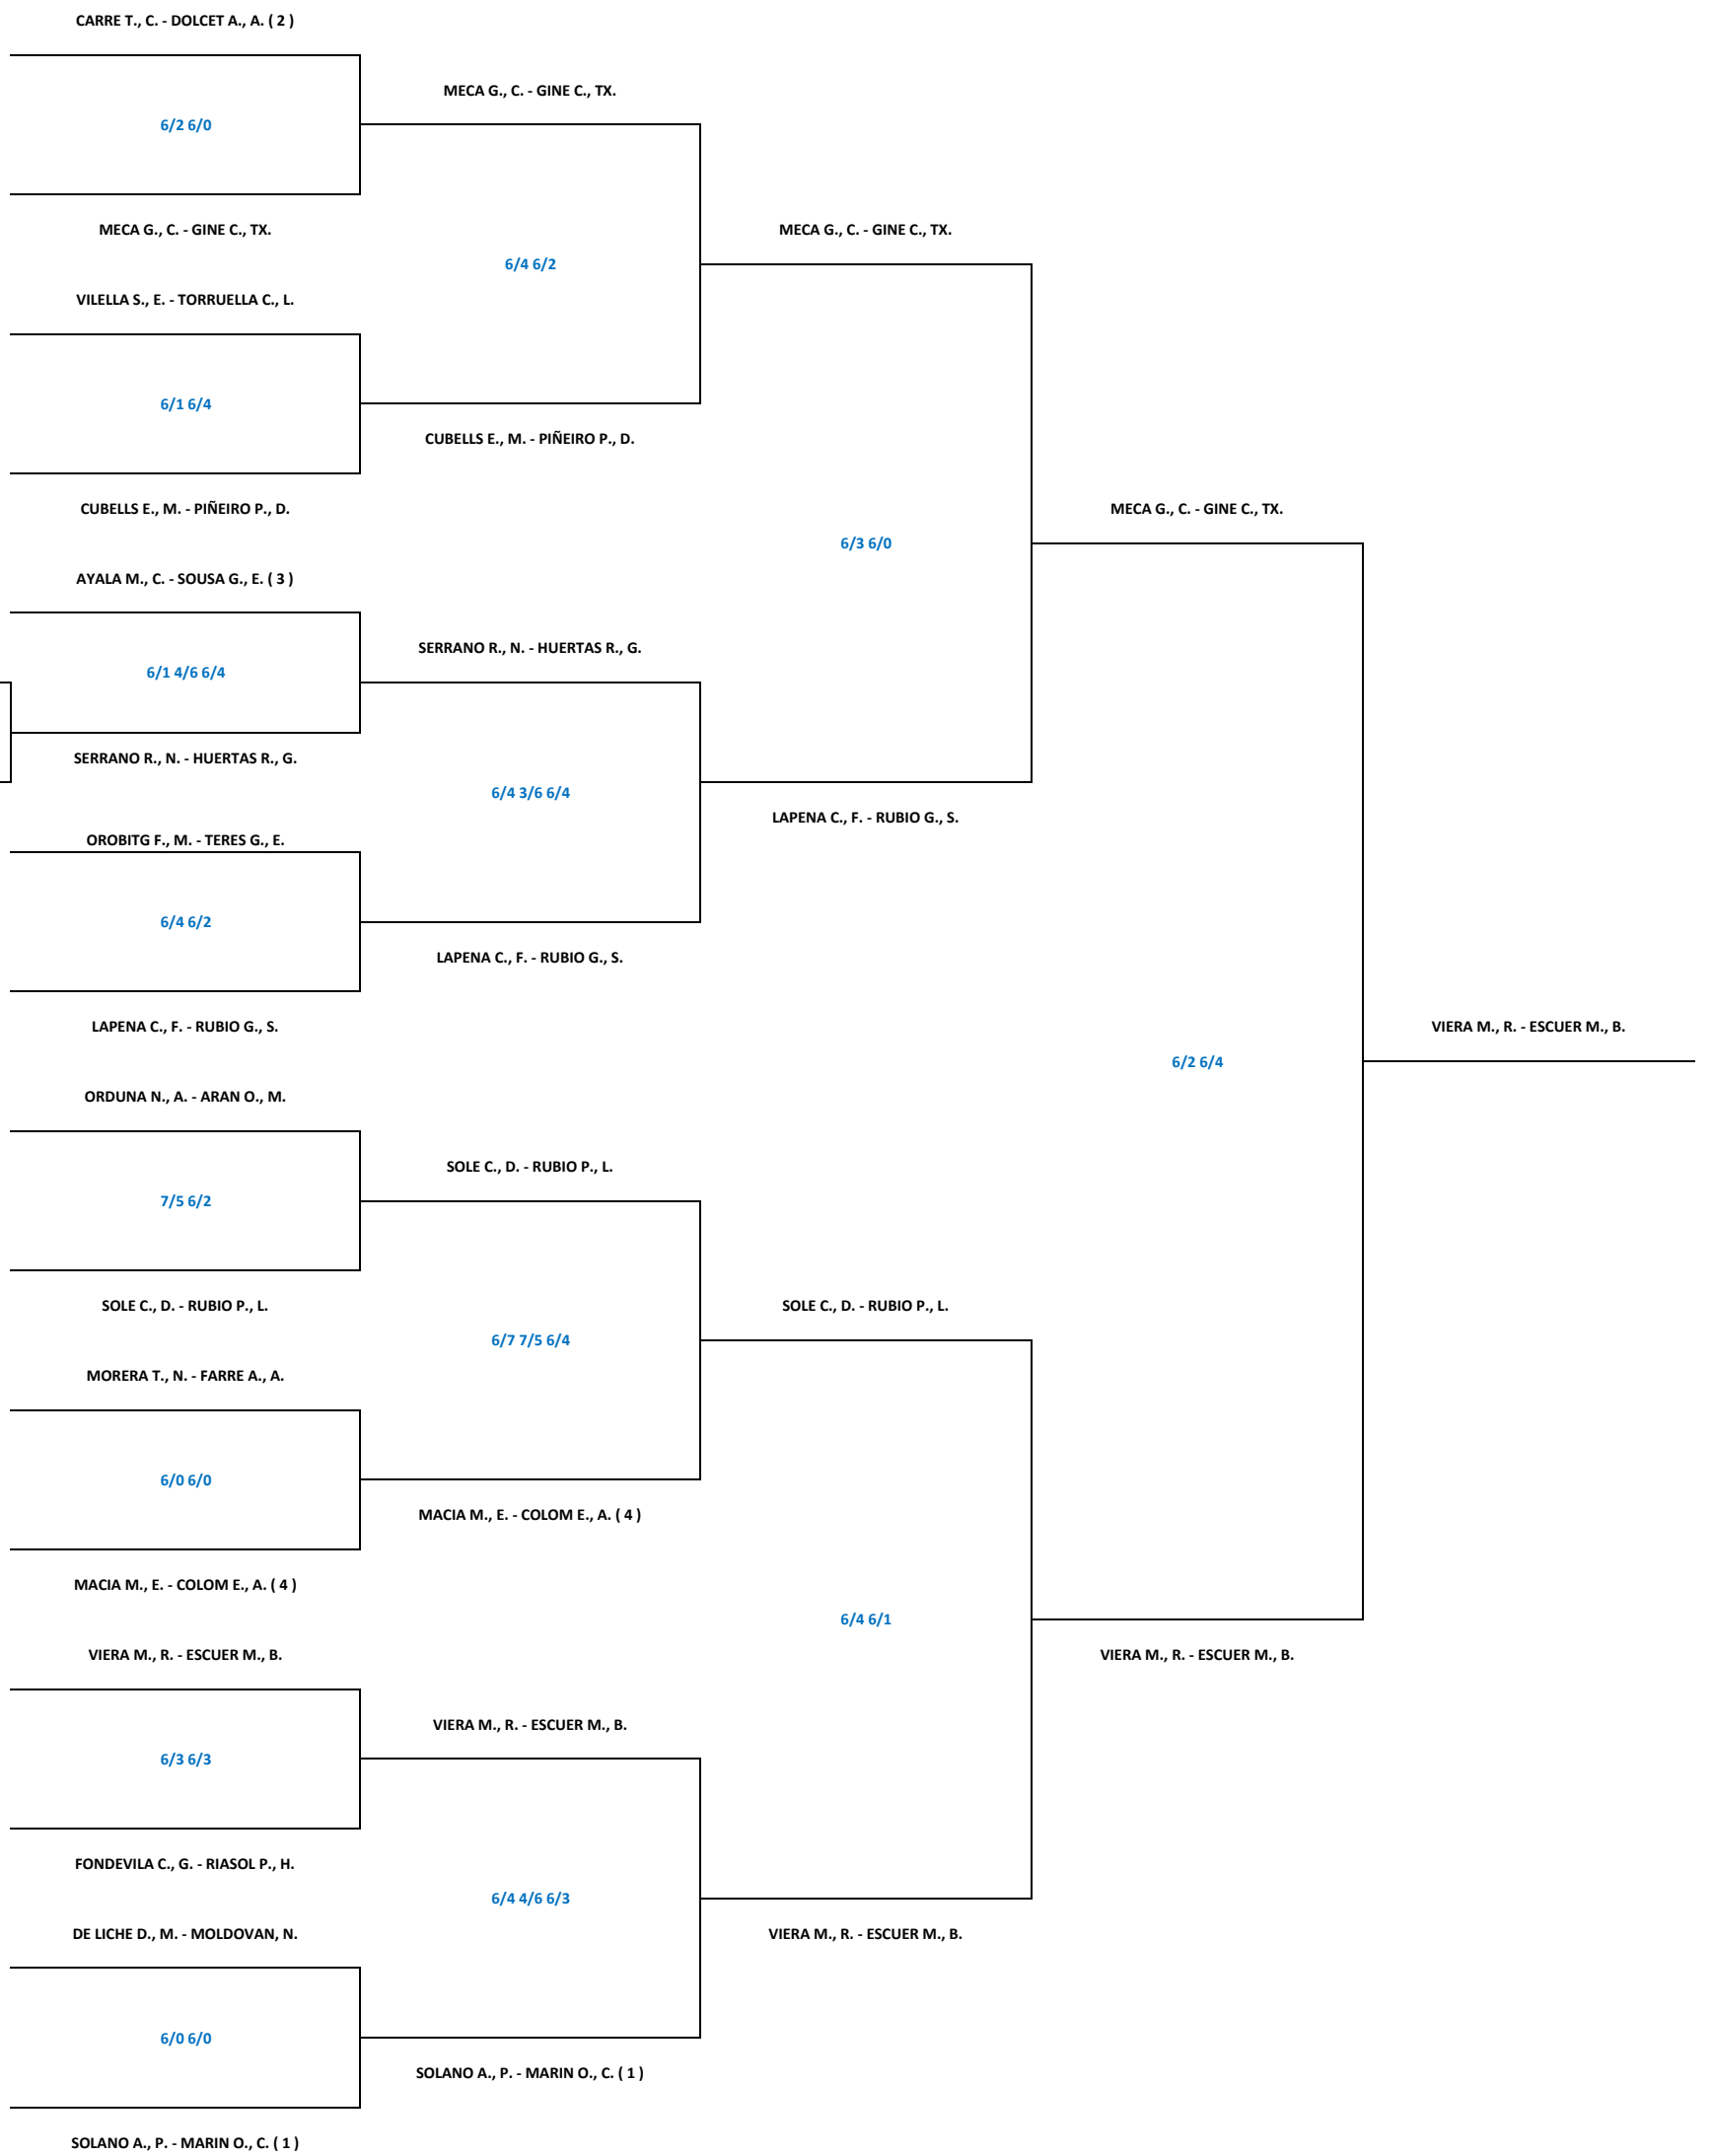 CARRE T., C. - DOLCET A., A. ( 2 )
MECA G., C. - GINE C., TX.
6/2 6/0
MECA G., C. - GINE C., TX.
MECA G., C. - GINE C., TX.
6/4 6/2
VILELLA S., E. - TORRUELLA C., L.
6/1 6/4
CUBELLS E., M. - PIÑEIRO P., D.
CUBELLS E., M. - PIÑEIRO P., D.
MECA G., C. - GINE C., TX.
6/3 6/0
AYALA M., C. - SOUSA G., E. ( 3 )
SERRANO R., N. - HUERTAS R., G.
6/1 4/6 6/4
SERRANO R., N. - HUERTAS R., G.
6/4 3/6 6/4
LAPENA C., F. - RUBIO G., S.
OROBITG F., M. - TERES G., E.
6/4 6/2
LAPENA C., F. - RUBIO G., S.
LAPENA C., F. - RUBIO G., S.
VIERA M., R. - ESCUER M., B.
6/2 6/4
ORDUNA N., A. - ARAN O., M.
SOLE C., D. - RUBIO P., L.
7/5 6/2
SOLE C., D. - RUBIO P., L.
SOLE C., D. - RUBIO P., L.
6/7 7/5 6/4
MORERA T., N. - FARRE A., A.
6/0 6/0
MACIA M., E. - COLOM E., A. ( 4 )
MACIA M., E. - COLOM E., A. ( 4 )
6/4 6/1
VIERA M., R. - ESCUER M., B.
VIERA M., R. - ESCUER M., B.
VIERA M., R. - ESCUER M., B.
6/3 6/3
FONDEVILA C., G. - RIASOL P., H.
6/4 4/6 6/3
DE LICHE D., M. - MOLDOVAN, N.
VIERA M., R. - ESCUER M., B.
6/0 6/0
SOLANO A., P. - MARIN O., C. ( 1 )
SOLANO A., P. - MARIN O., C. ( 1 )